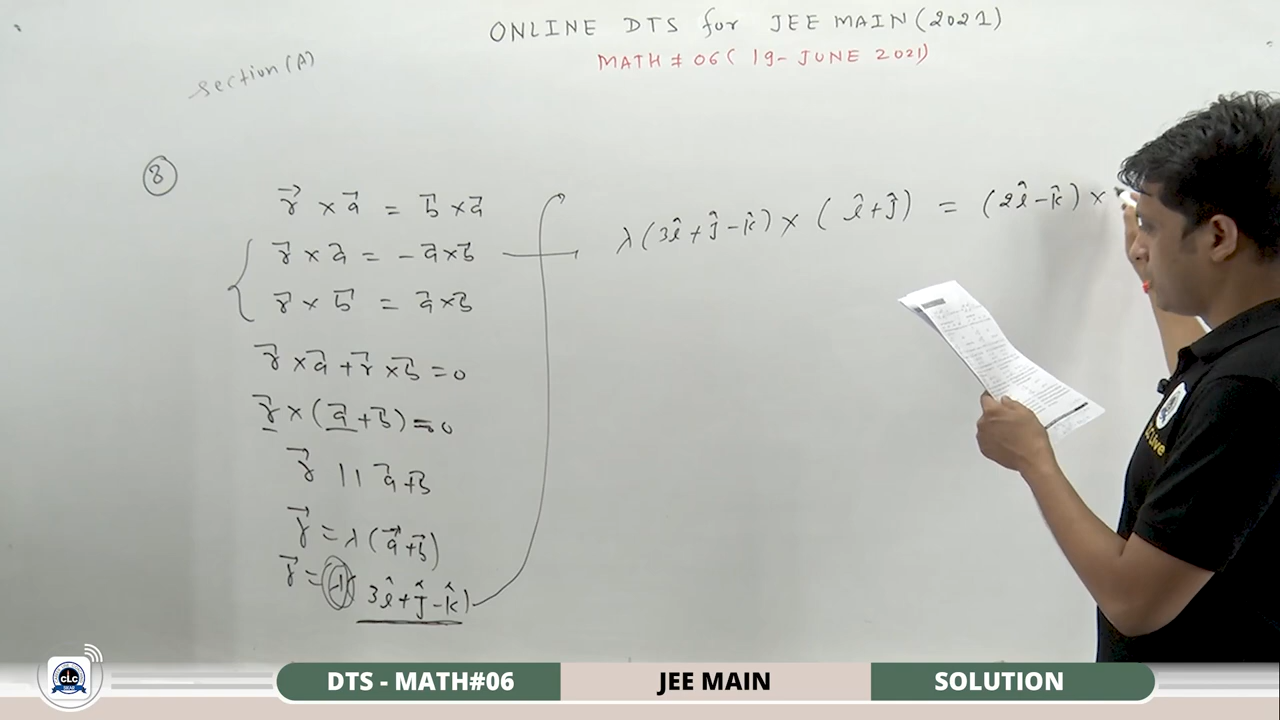 ONLINE DTS for JEE MAIN (2021)
MATH # 06 ( 19- JUNE 2021)
section (A)
8
r⃗ × a⃗ = b⃗ × a⃗
r⃗ × a⃗ = - a⃗ × b⃗
r⃗ × b⃗ = a⃗ × b⃗
r⃗ × a⃗ + r⃗ × b⃗ = 0
r⃗ × (a⃗ + b⃗) = 0
r⃗ || a⃗ + b⃗
r⃗ = λ (a⃗ + b⃗)
r⃗ = 3î + ĵ - k̂)
λ (3î + ĵ - k̂) × (î + ĵ) = (2î - k̂) ×
CLC
DTS - MATH#06
JEE MAIN
SOLUTION